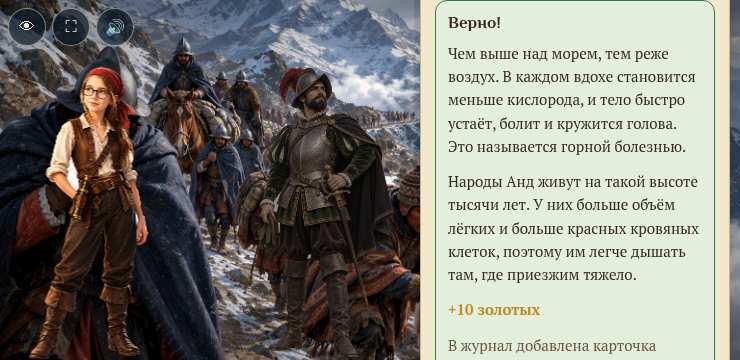 Верно!
Чем выше над морем, тем реже
воздух. В каждом вдохе становится
меньше кислорода, и тело быстро
устаёт, болит и кружится голова.
Это называется горной болезнью.
Народы Анд живут на такой высоте
тысячи лет. У них больше объём
лёгких и больше красных кровяных
клеток, поэтому им легче дышать
там, где приезжим тяжело.
+10 золотых
В журнал добавлена карточка